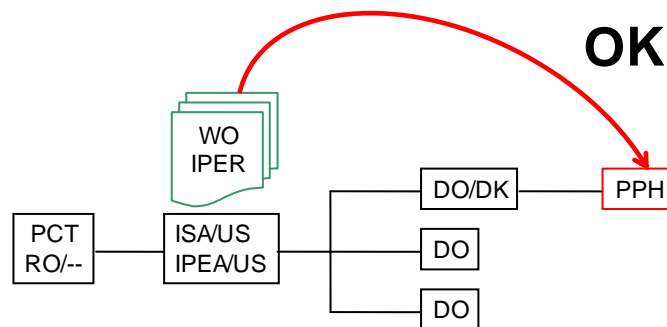 OK
WO
IPER
DO/DK
PPH
PCT
RO/--
ISA/US
IPEA/US
DO
DO